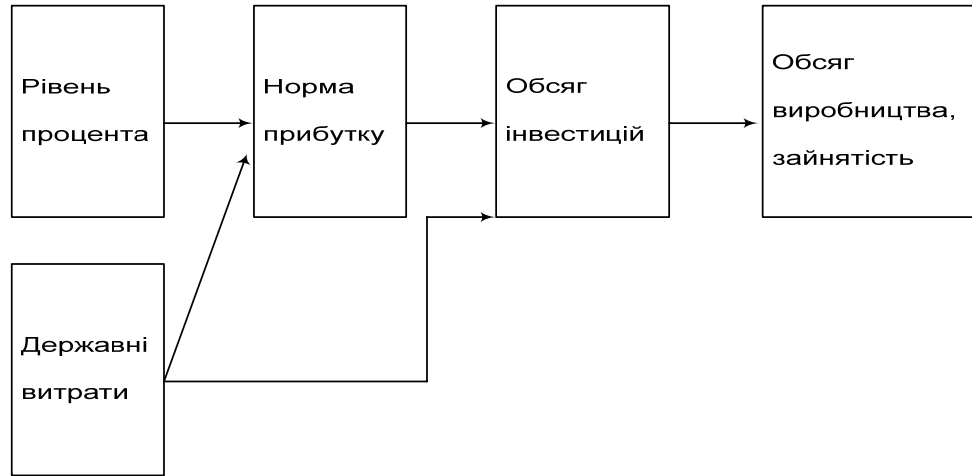 Рівень
процента
Норма
прибутку
Обсяг
інвестицій
Обсяг
виробництва,
зайнятість
Державні
витрати